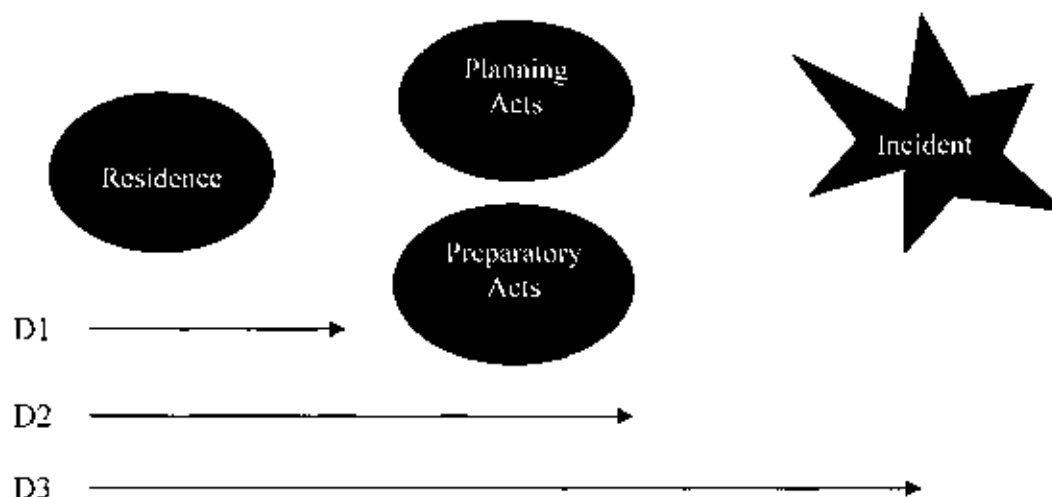 Planning
Acts
Incident
Residence
Preparatory
Acts
D1
D2
D3